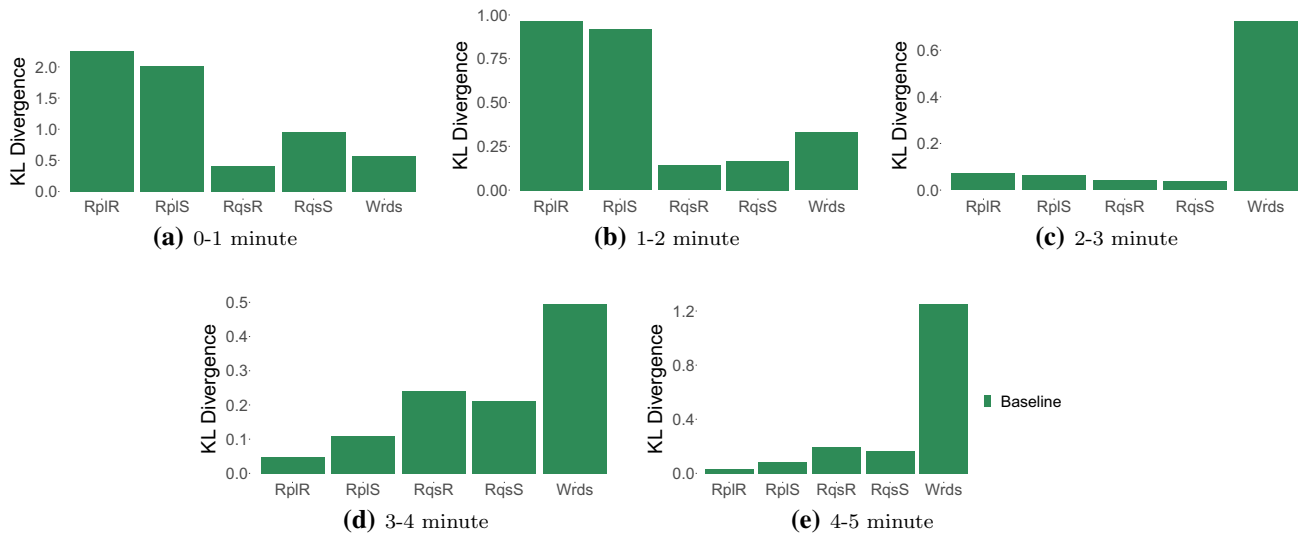 KL Divergence
2.0
1.5
1.0
0.5
0.0
RplR RplS RqsR RqsS Wrds
(a) 0-1 minute
KL Divergence
1.00
0.75
0.50
0.25
0.00
RplR RplS RqsR RqsS Wrds
(b) 1-2 minute
KL Divergence
0.6
0.4
0.2
0.0
RplR RplS RqsR RqsS Wrds
(c) 2-3 minute
KL Divergence
0.5
0.4
0.3
0.2
0.1
0.0
RplR RplS RqsR RqsS Wrds
(d) 3-4 minute
KL Divergence
1.2
0.8
0.4
0.0
RplR RplS RqsR RqsS Wrds
(e) 4-5 minute
Baseline